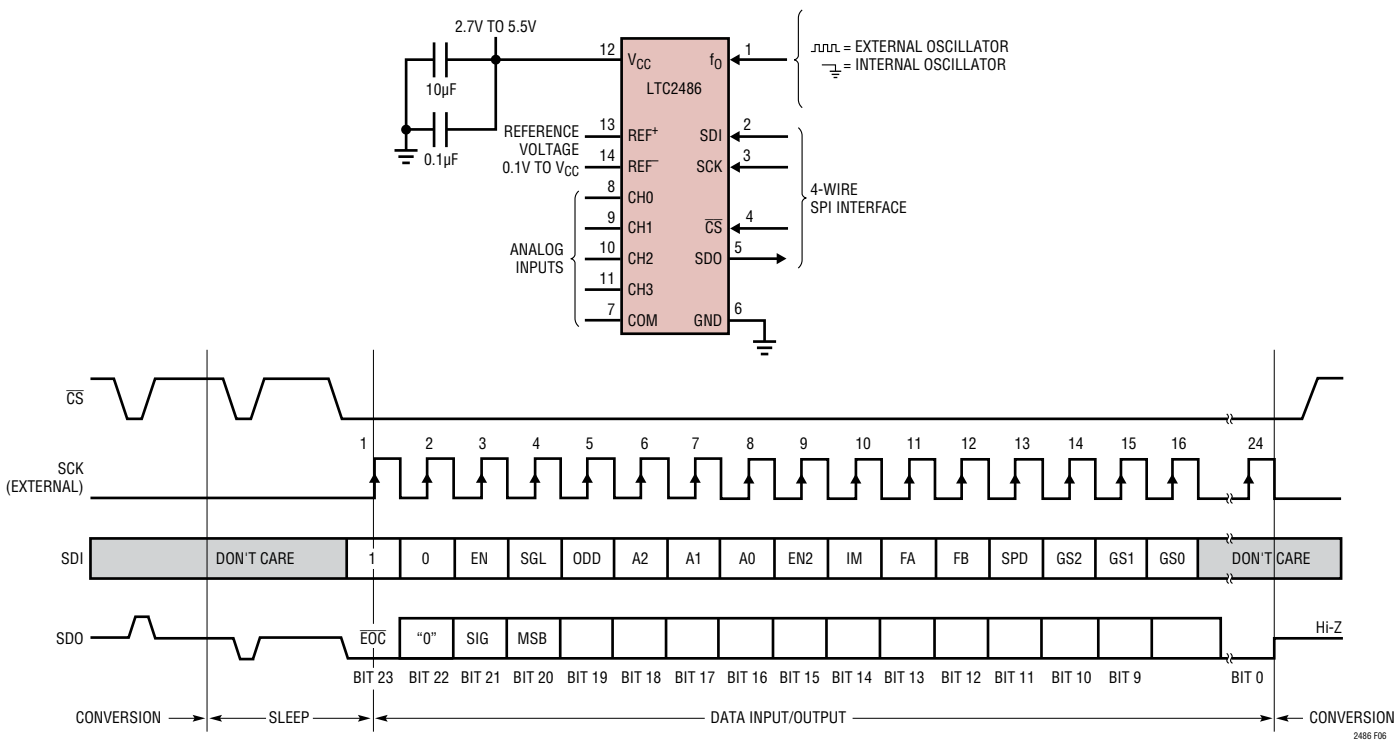 2.7V TO 5.5V
10µF
0.1µF
REFERENCE
VOLTAGE
0.1V TO VCC
ANALOG
INPUTS
12
13
14
8
9
10
11
7
VCC
LTC2486
REF+
REF–
CH0
CH1
CH2
CH3
COM
fO
SDI
SCK
CS
SDO
GND
1
2
3
4
5
6
= EXTERNAL OSCILLATOR
= INTERNAL OSCILLATOR
4-WIRE
SPI INTERFACE
CS
1 2 3 4 5 6 7 8 9 10 11 12 13 14 15 16 24
SCK
(EXTERNAL)
SDI DON'T CARE 1 0 EN SGL ODD A2 A1 A0 EN2 IM FA FB SPD GS2 GS1 GS0 DON'T CARE
SDO EOC “0” SIG MSB Hi-Z
BIT 23 BIT 22 BIT 21 BIT 20 BIT 19 BIT 18 BIT 17 BIT 16 BIT 15 BIT 14 BIT 13 BIT 12 BIT 11 BIT 10 BIT 9 BIT 0
CONVERSION SLEEP DATA INPUT/OUTPUT CONVERSION
2486 F06